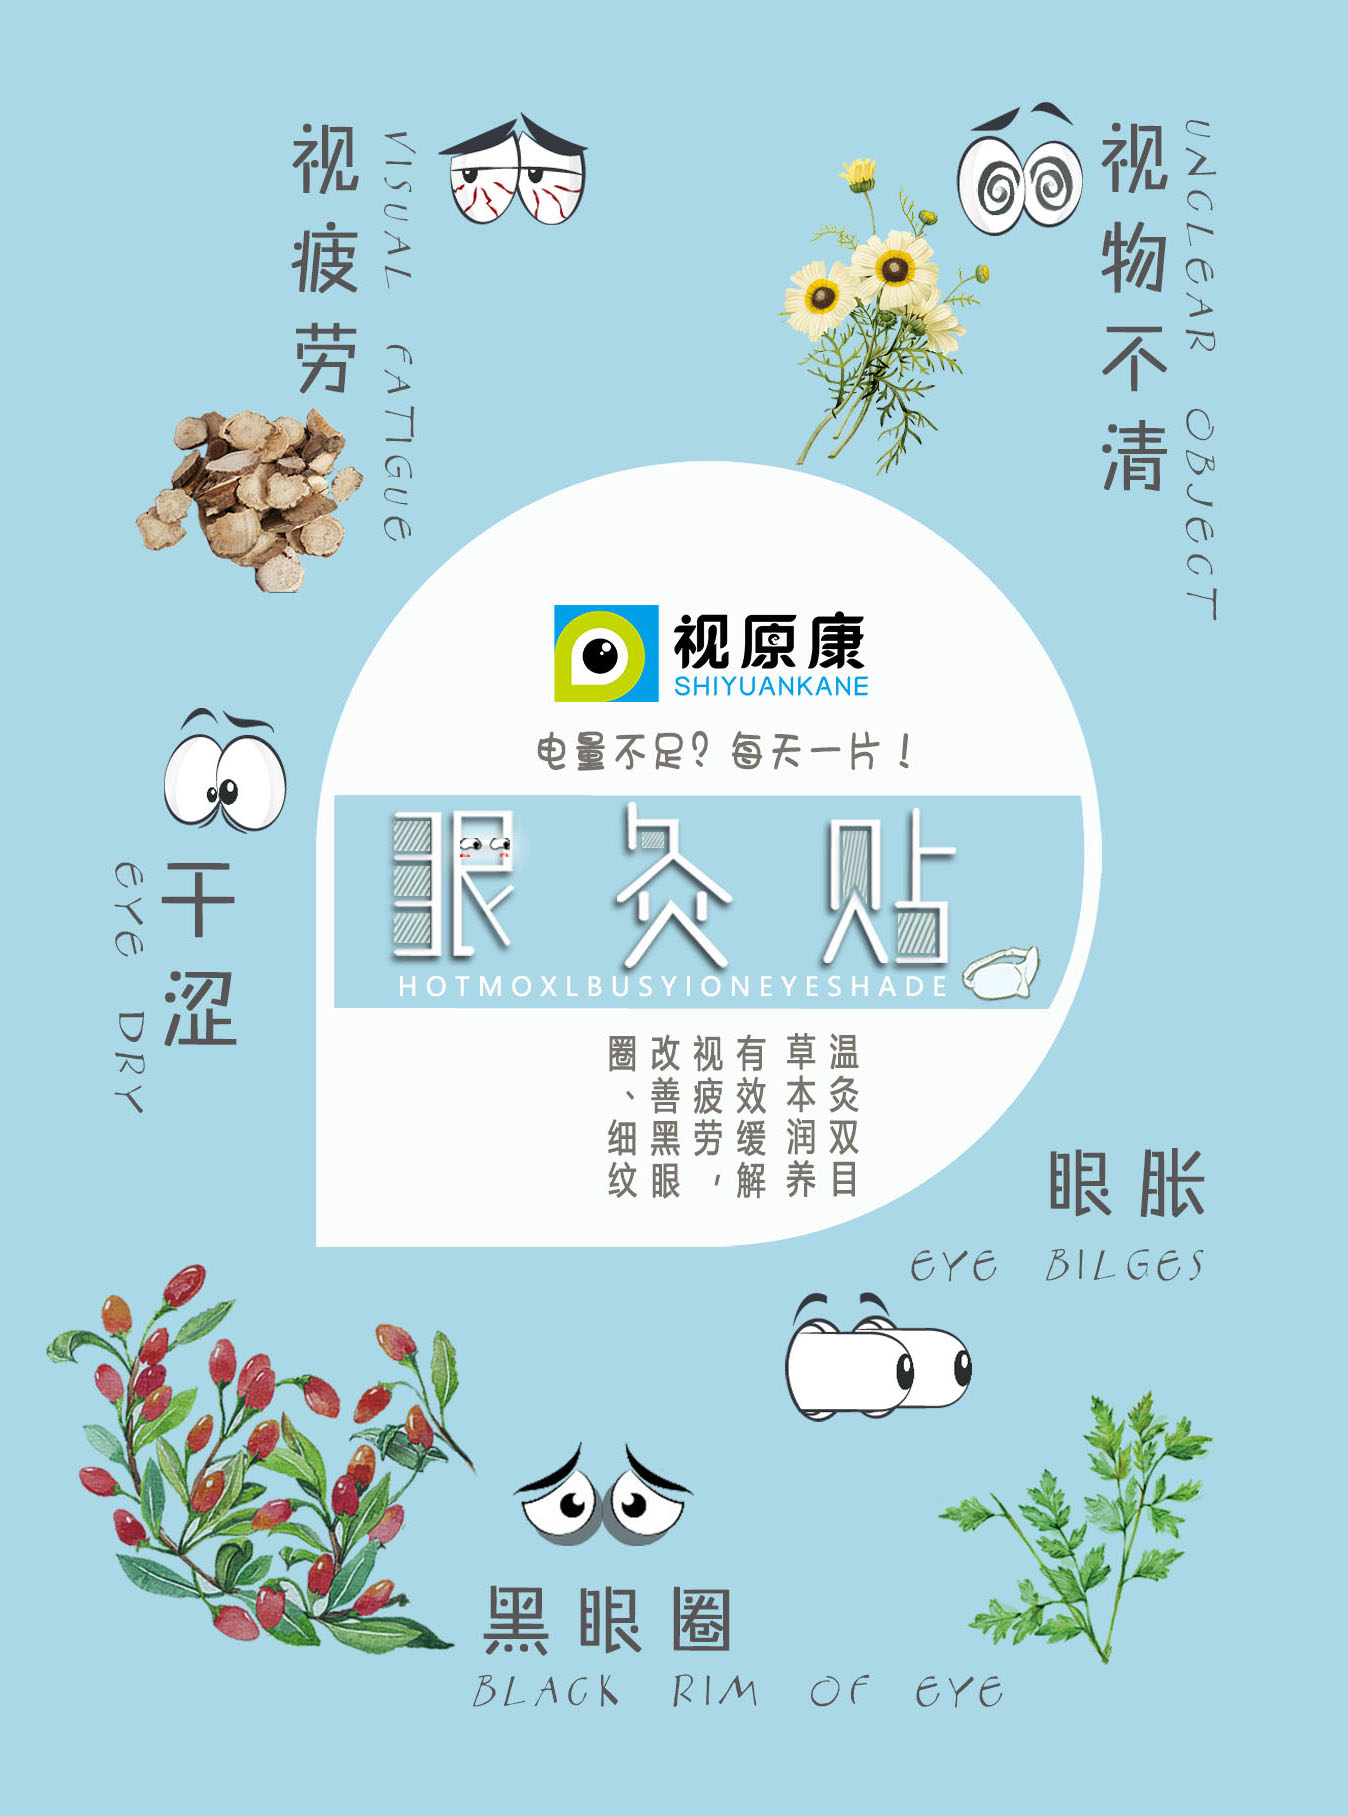 视疲劳
VISUAL FATIGUE
视物不清
UNCLEAR OBJECT
视原康
SHIYUANKANE
电量不足？每天一片！
眼灸贴
HOTMOXLBUSYIONEYESHADE
温灸双目
草本润养
有效缓解
视疲劳，
改善黑眼
圈、细纹
干涩
EYE DRY
眼胀
EYE BILGES
黑眼圈
BLACK RIM OF EYE